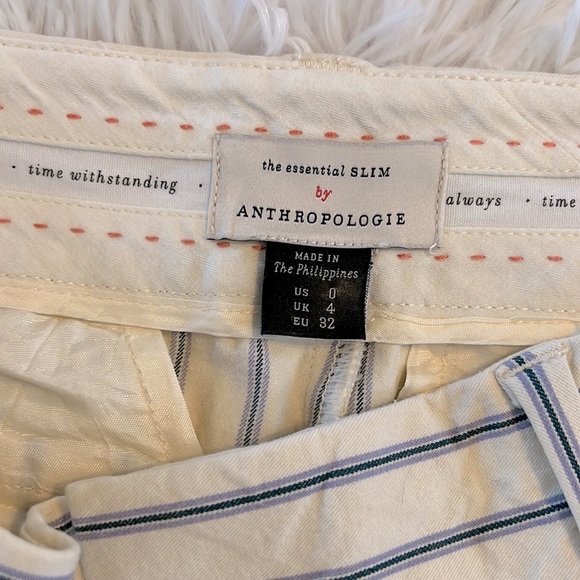 · time withstanding ·
the essential SLIM
by
ANTHROPOLOGIE
always · time
MADE IN
The Philippines
US 0
UK 4
EU 32